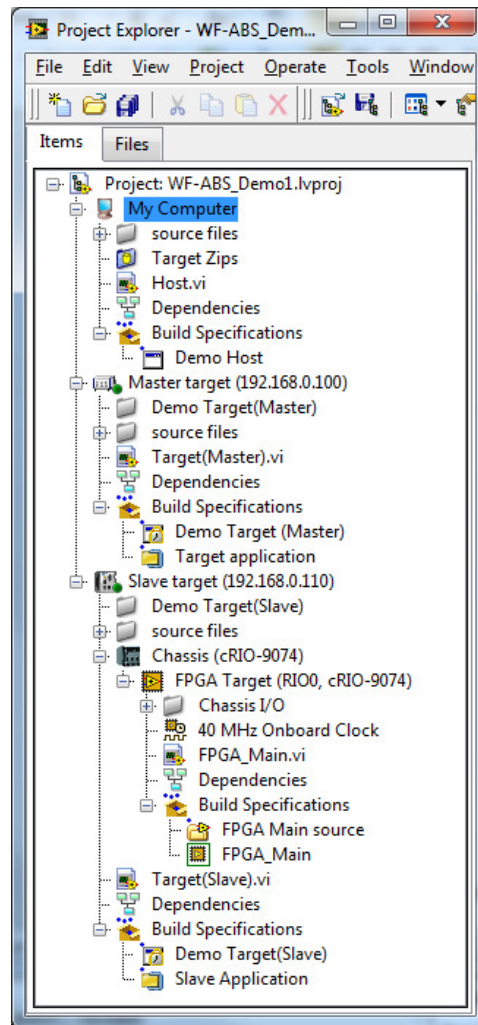 Project Explorer - WF-ABS_Dem...
File Edit View Project Operate Tools Window
Items Files
Project: WF-ABS_Demo1.lvproj
My Computer
source files
Target Zips
Host.vi
Dependencies
Build Specifications
Demo Host
Master target (192.168.0.100)
Demo Target(Master)
source files
Target(Master).vi
Dependencies
Build Specifications
Demo Target (Master)
Target application
Slave target (192.168.0.110)
Demo Target(Slave)
source files
Chassis (cRIO-9074)
FPGA Target (RIO0, cRIO-9074)
Chassis I/O
40 MHz Onboard Clock
FPGA_Main.vi
Dependencies
Build Specifications
FPGA Main source
FPGA_Main
Target(Slave).vi
Dependencies
Build Specifications
Demo Target(Slave)
Slave Application